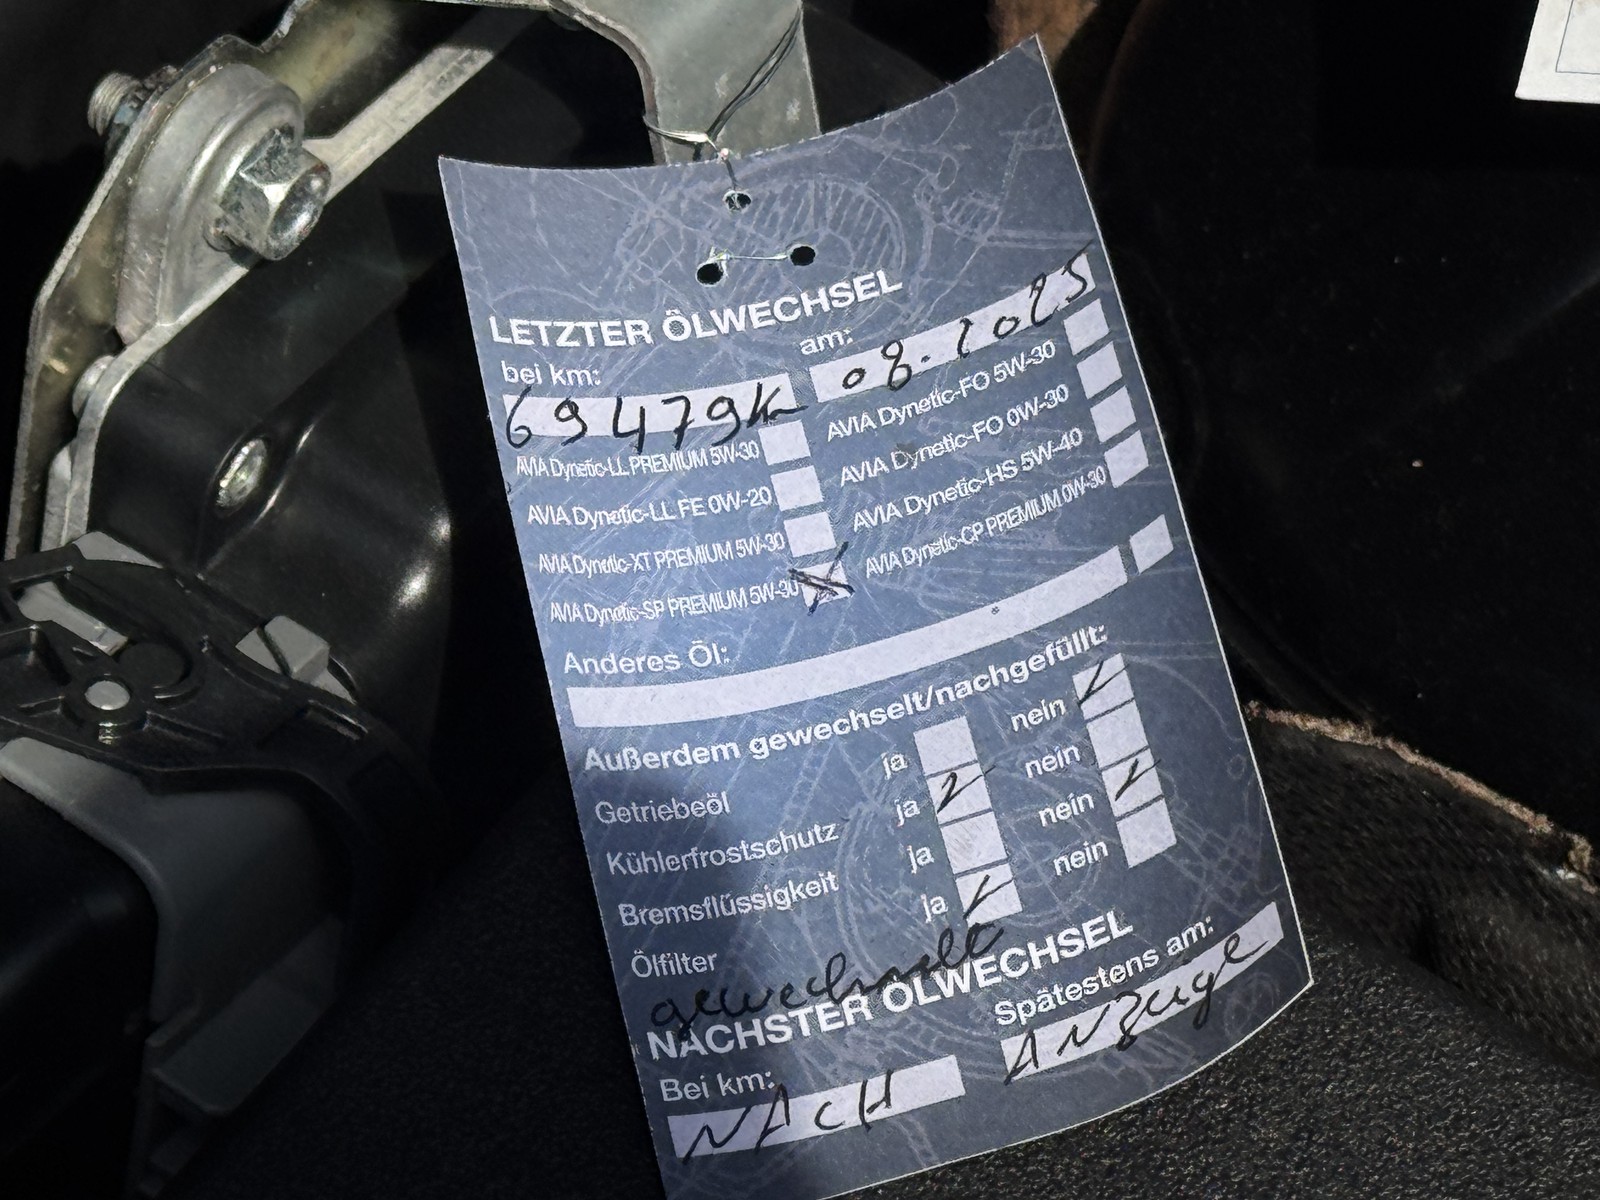 LETZTER ÖLWECHSEL
bei km: am:
69479km 08.2025
AVIA Dynetic-LL PREMIUM 5W-30 AVIA Dynetic-FO 5W-30
AVIA Dynetic-LL FE 0W-20 AVIA Dynetic-FO 0W-30
AVIA Dynetic-XT PREMIUM 5W-30 AVIA Dynetic-HS 5W-40
AVIA Dynetic-SP PREMIUM 5W-30 AVIA Dynetic-CP PREMIUM 0W-30
Anderes Öl:
Außerdem gewechselt/nachgefüllt:
Getriebeöl ja nein
Kühlerfrostschutz ja nein
Bremsflüssigkeit ja nein
Ölfilter ja nein
gewechselt
NÄCHSTER ÖLWECHSEL
Bei km: Spätestens am:
NACH ANzeige